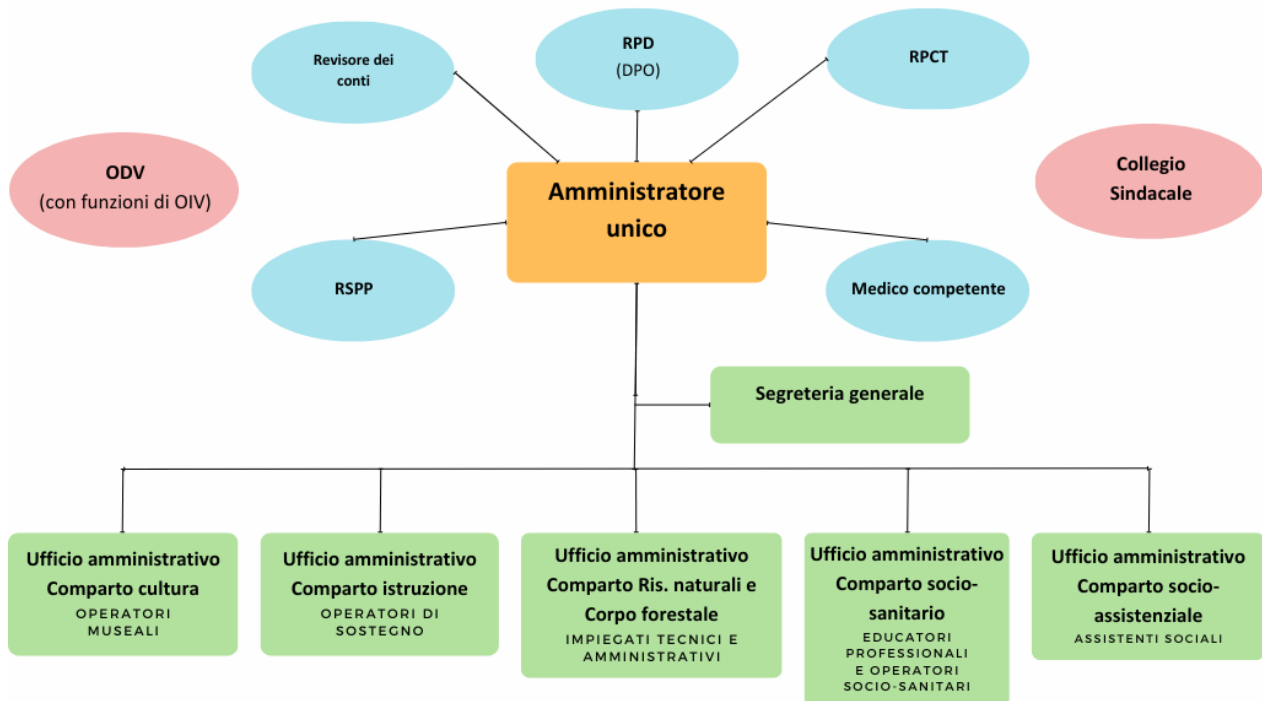 Revisore dei
conti
RPD
(DPO)
RPCT
ODV
(con funzioni di OIV)
Collegio
Sindacale
Amministratore
unico
RSPP
Medico competente
Segreteria generale
Ufficio amministrativo
Comparto cultura
OPERATORI
MUSEALI
Ufficio amministrativo
Comparto istruzione
OPERATORI DI
SOSTEGNO
Ufficio amministrativo
Comparto Ris. naturali e
Corpo forestale
IMPIEGATI TECNICI E
AMMINISTRATIVI
Ufficio amministrativo
Comparto socio-
sanitario
EDUCATORI
PROFESSIONALI
E OPERATORI
SOCIO-SANITARI
Ufficio amministrativo
Comparto socio-
assistenziale
ASSISTENTI SOCIALI